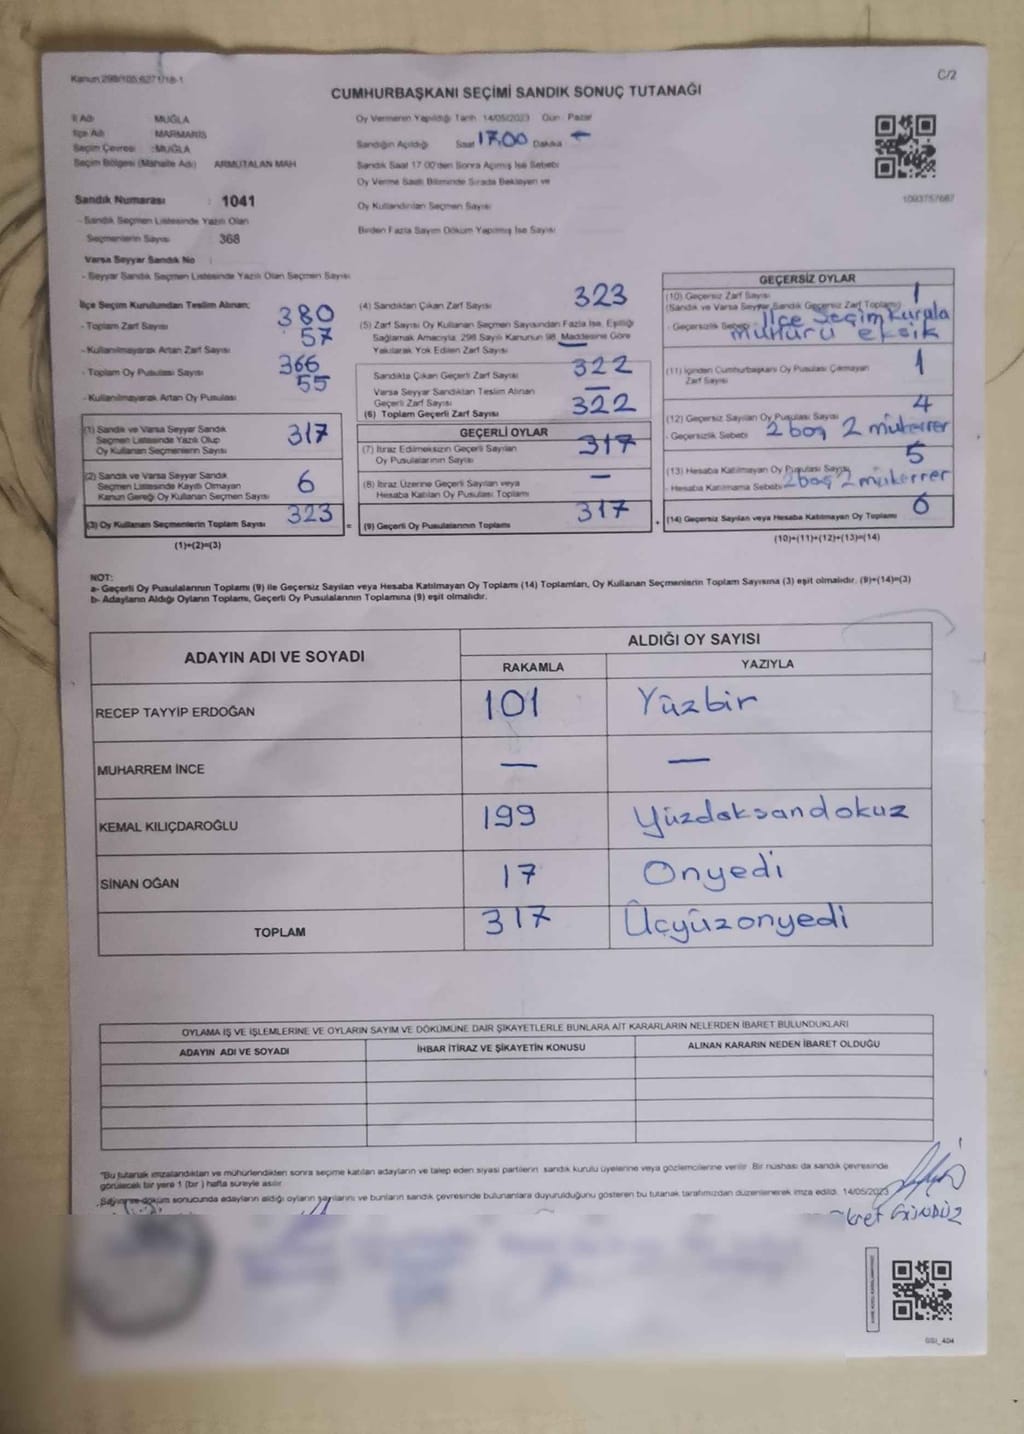 Kanun 298/105;6271/18-1
C/2
CUMHURBAŞKANI SEÇİMİ SANDIK SONUÇ TUTANAĞI
İl Adı MUĞLA
İlçe Adı MARMARİS
Seçim Çevresi :MUĞLA
Seçim Bölgesi (Mahalle Adı) ARMUTALAN MAH
Sandık Numarası : 1041
- Sandık Seçmen Listesinde Yazılı Olan
Seçmenlerin Sayısı : 368
Varsa Seyyar Sandık No :
- Seyyar Sandık Seçmen Listesinde Yazılı Olan Seçmen Sayısı
Oy Vermenin Yapıldığı Tarih 14/05/2023 Gün Pazar
Sandığın Açıldığı Saat 17,00 Dakika –
Sandık Saat 17 00'den Sonra Açılmış İse Sebebi
Oy Verme Saati Bitiminde Sırada Bekleyen ve
Oy Kullandırılan Seçmen Sayısı
Birden Fazla Sayım Döküm Yapılmış İse Sayısı
1093757687
İlçe Seçim Kurulundan Teslim Alınan;
- Toplam Zarf Sayısı 380
- Kullanılmayarak Artan Zarf Sayısı 57
- Toplam Oy Pusulası Sayısı 366
- Kullanılmayarak Artan Oy Pusulası 55
(1) Sandık ve Varsa Seyyar Sandık
Seçmen Listesinde Yazılı Olup
Oy Kullanan Seçmenlerin Sayısı 317
(2) Sandık ve Varsa Seyyar Sandık
Seçmen Listesinde Kayıtlı Olmayan
Kanun Gereği Oy Kullanan Seçmen Sayısı 6
(3) Oy Kullanan Seçmenlerin Toplam Sayısı 323
(1)+(2)=(3)
(4) Sandıktan Çıkan Zarf Sayısı 323
(5) Zarf Sayısı Oy Kullanan Seçmen Sayısından Fazla İse, Eşitliği
Sağlamak Amacıyla, 298 Sayılı Kanunun 98. Maddesine Göre
Yakılarak Yok Edilen Zarf Sayısı –
Sandıkta Çıkan Geçerli Zarf Sayısı 322
Varsa Seyyar Sandıktan Teslim Alınan
Geçerli Zarf Sayısı –
(6) Toplam Geçerli Zarf Sayısı 322
GEÇERLİ OYLAR
(7) İtiraz Edilmeksizin Geçerli Sayılan
Oy Pusulalarının Sayısı 317
(8) İtiraz Üzerine Geçerli Sayılan veya
Hesaba Katılan Oy Pusulası Toplamı –
= (9) Geçerli Oy Pusulalarının Toplamı 317
GEÇERSİZ OYLAR
(10) Geçersiz Zarf Sayısı 1
(Sandık ve Varsa Seyyar Sandık Geçersiz Zarf Toplamı)
- Geçersizlik Sebebi İlçe Seçim Kurula
mühürü eksik
(11) İçinden Cumhurbaşkanı Oy Pusulası Çıkmayan
Zarf Sayısı 1
(12) Geçersiz Sayılan Oy Pusulası Sayısı 4
- Geçersizlik Sebebi 2 boş 2 mükerrer
(13) Hesaba Katılmayan Oy Pusulası Sayısı 5
- Hesaba Katılmama Sebebi 2 boş 2 mükerrer
+ (14) Geçersiz Sayılan veya Hesaba Katılmayan Oy Toplamı 6
(10)+(11)+(12)+(13)=(14)
NOT:
a- Geçerli Oy Pusulalarının Toplamı (9) ile Geçersiz Sayılan veya Hesaba Katılmayan Oy Toplamı (14) Toplamları, Oy Kullanan Seçmenlerin Toplam Sayısına (3) eşit olmalıdır. (9)+(14)=(3)
b- Adayların Aldığı Oyların Toplamı, Geçerli Oy Pusulalarının Toplamına (9) eşit olmalıdır.
ADAYIN ADI VE SOYADI ALDIĞI OY SAYISI
RAKAMLA YAZIYLA
RECEP TAYYİP ERDOĞAN 101 Yüzbir
MUHARREM İNCE – –
KEMAL KILIÇDAROĞLU 199 Yüzdoksandokuz
SİNAN OĞAN 17 Onyedi
TOPLAM 317 Üçyüzonyedi
OYLAMA İŞ VE İŞLEMLERİNE VE OYLARIN SAYIM VE DÖKÜMÜNE DAİR ŞİKAYETLERLE BUNLARA AİT KARARLARIN NELERDEN İBARET BULUNDUKLARI
ADAYIN ADI VE SOYADI İHBAR İTİRAZ VE ŞİKAYETİN KONUSU ALINAN KARARIN NEDEN İBARET OLDUĞU
"Bu tutanak imzalandıktan ve mühürlendikten sonra seçime katılan adayların ve talep eden siyasi partilerin sandık kurulu üyelerine veya gözlemcilerine verilir. Bir nüshası da sandık çevresinde
görülecek bir yere 1 (bir) hafta süreyle asılır.
Sayım ve döküm sonucunda adayların aldığı oyların sayılarını ve bunların sandık çevresinde bulunanlara duyurulduğunu gösteren bu tutanak tarafımızdan düzenlenerek imza edildi. 14/05/2023
GÜNDÜZ